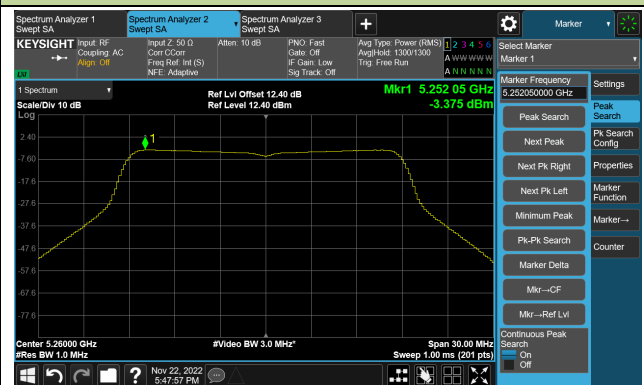 Spectrum Analyzer 1
Swept SA
Spectrum Analyzer 2
Swept SA
Spectrum Analyzer 3
Swept SA
Marker
KEYSIGHT
Input: RF
Coupling: AC
Align: Off
Input Z: 50 Ω
Corr CCorr
Freq Ref: Int (S)
NFE: Adaptive
Atten: 10 dB
PNO: Fast
Gate: Off
IF Gain: Low
Sig Track: Off
Avg Type: Power (RMS)
Avg|Hold: 1300/1300
Trig: Free Run
1 2 3 4 5 6
A W W W W W
A N N N N N
LXI
Select Marker
Marker 1
1 Spectrum
Scale/Div 10 dB
Log
Ref Lvl Offset 12.40 dB
Ref Level 12.40 dBm
Mkr1 5.252 05 GHz
-3.375 dBm
1
2.40
-7.60
-17.6
-27.6
-37.6
-47.6
-57.6
-67.6
-77.6
Center 5.26000 GHz
#Res BW 1.0 MHz
#Video BW 3.0 MHz*
Span 30.00 MHz
Sweep 1.00 ms (201 pts)
Marker Frequency
5.252050000 GHz
Peak Search
Next Peak
Next Pk Right
Next Pk Left
Minimum Peak
Pk-Pk Search
Marker Delta
Mkr→CF
Mkr→Ref Lvl
Continuous Peak
Search
On
Off
Settings
Peak
Search
Pk Search
Config
Properties
Marker
Function
Marker→
Counter
Nov 22, 2022
5:47:57 PM